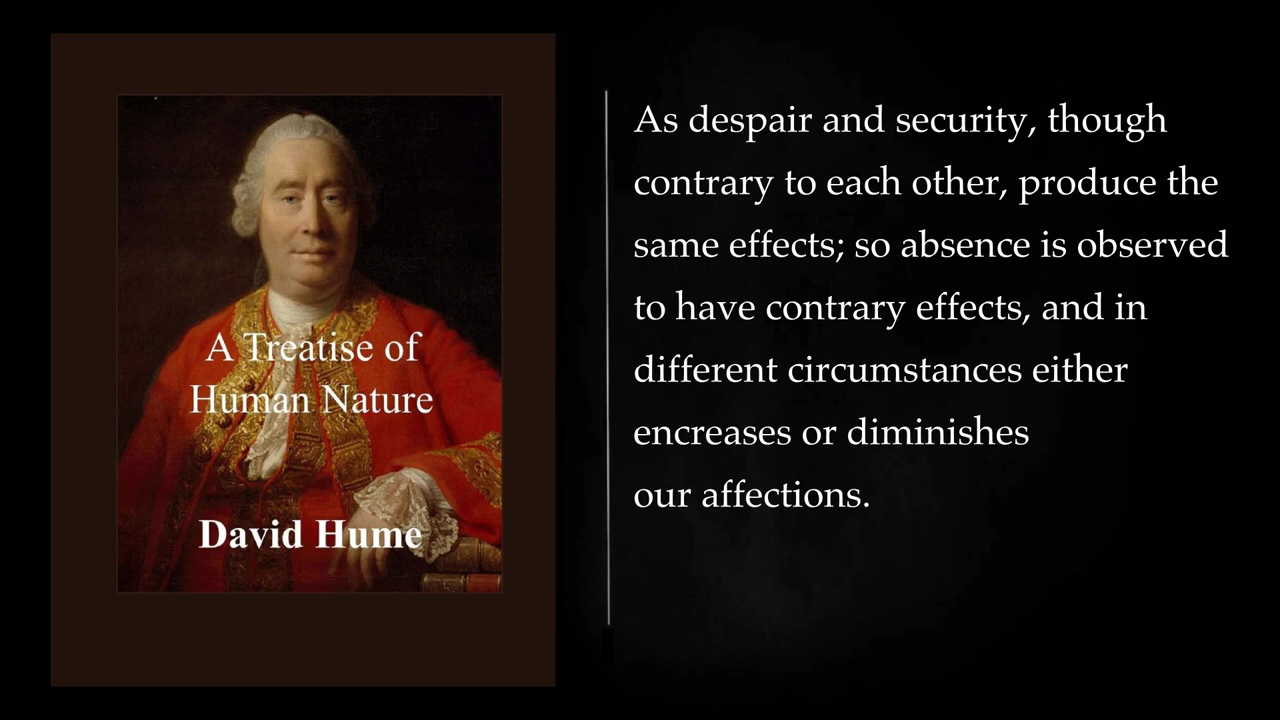 A Treatise of
Human Nature
David Hume
As despair and security, though
contrary to each other, produce the
same effects; so absence is observed
to have contrary effects, and in
different circumstances either
encreases or diminishes
our affections.